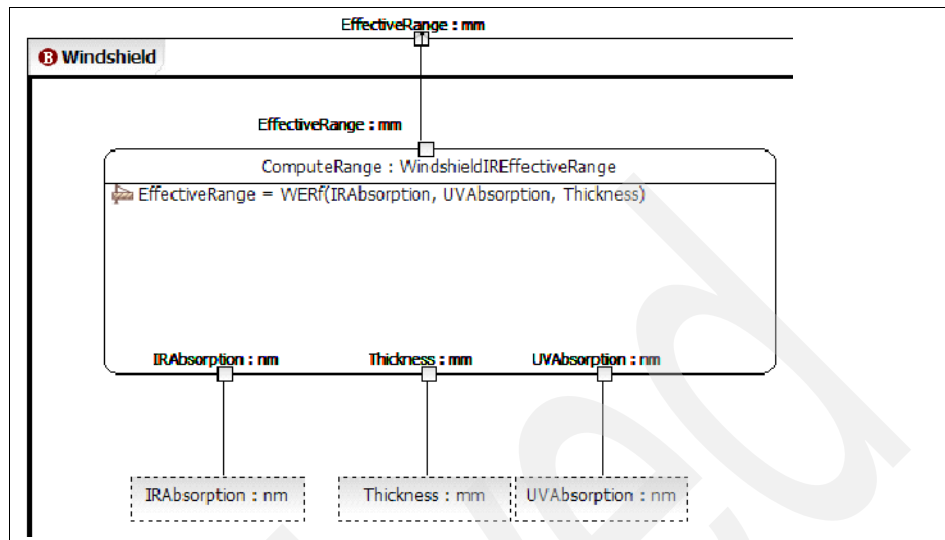 EffectiveRange : mm
B Windshield
EffectiveRange : mm
ComputeRange : WindshieldIREffectiveRange
EffectiveRange = WERf(IRAbsorption, UVAbsorption, Thickness)
IRAbsorption : nm Thickness : mm UVAbsorption : nm
IRAbsorption : nm Thickness : mm UVAbsorption : nm